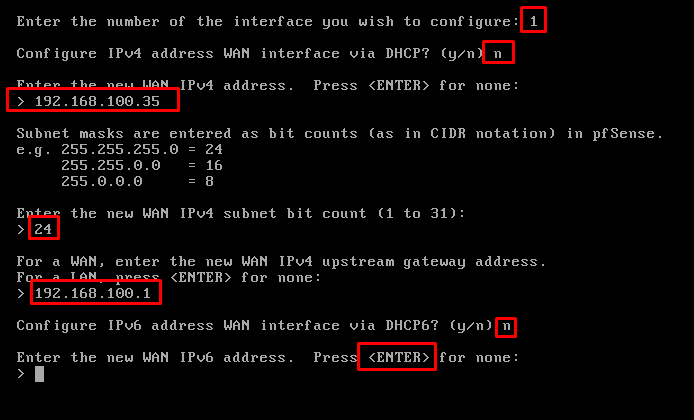 Enter the number of the interface you wish to configure: 1
Configure IPv4 address WAN interface via DHCP? (y/n) n
Enter the new WAN IPv4 address.  Press <ENTER> for none:
> 192.168.100.35
Subnet masks are entered as bit counts (as in CIDR notation) in pfSense.
e.g. 255.255.255.0 = 24
     255.255.0.0   = 16
     255.0.0.0     = 8
Enter the new WAN IPv4 subnet bit count (1 to 31):
> 24
For a WAN, enter the new WAN IPv4 upstream gateway address.
For a LAN, press <ENTER> for none:
> 192.168.100.1
Configure IPv6 address WAN interface via DHCP6? (y/n) n
Enter the new WAN IPv6 address.  Press <ENTER> for none:
>